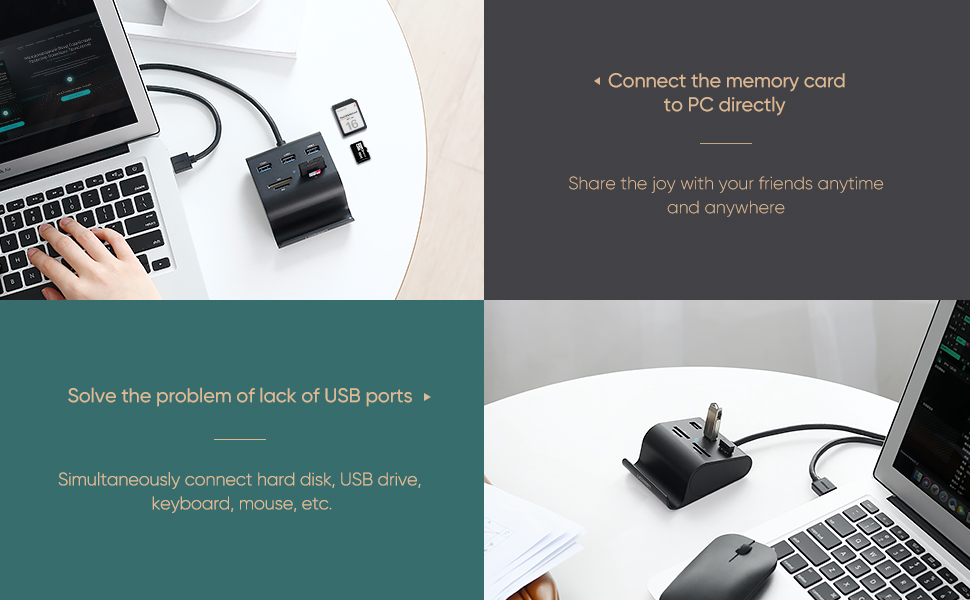 Connect the memory card
to PC directly
Share the joy with your friends anytime
and anywhere
16
Solve the problem of lack of USB ports
Simultaneously connect hard disk, USB drive,
keyboard, mouse, etc.